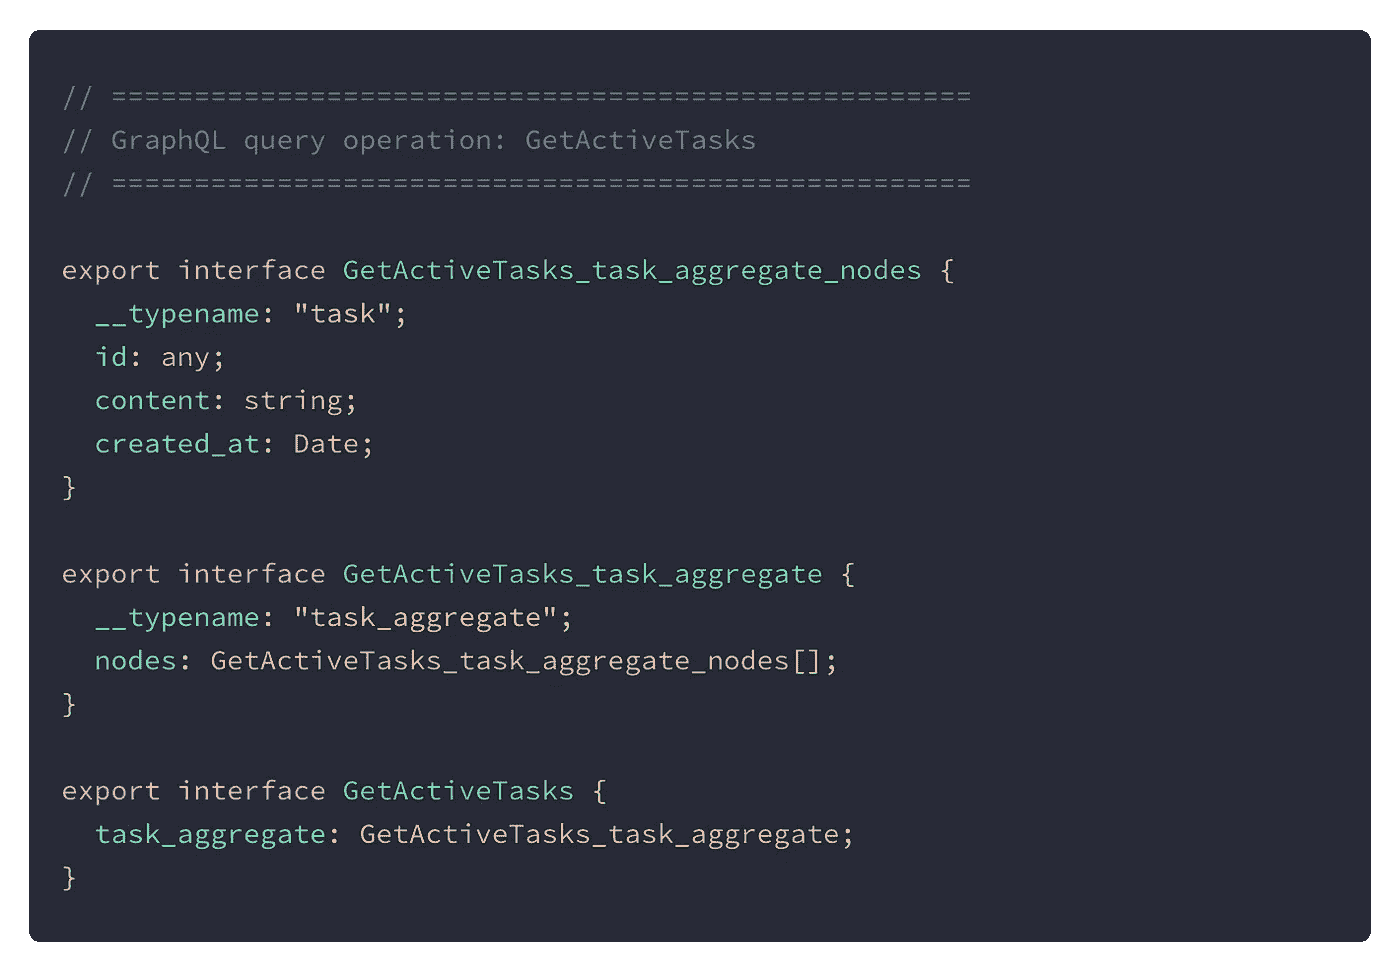 // ====================================================
// GraphQL query operation: GetActiveTasks
// ====================================================
export interface GetActiveTasks_task_aggregate_nodes {
  __typename: "task";
  id: any;
  content: string;
  created_at: Date;
}
export interface GetActiveTasks_task_aggregate {
  __typename: "task_aggregate";
  nodes: GetActiveTasks_task_aggregate_nodes[];
}
export interface GetActiveTasks {
  task_aggregate: GetActiveTasks_task_aggregate;
}